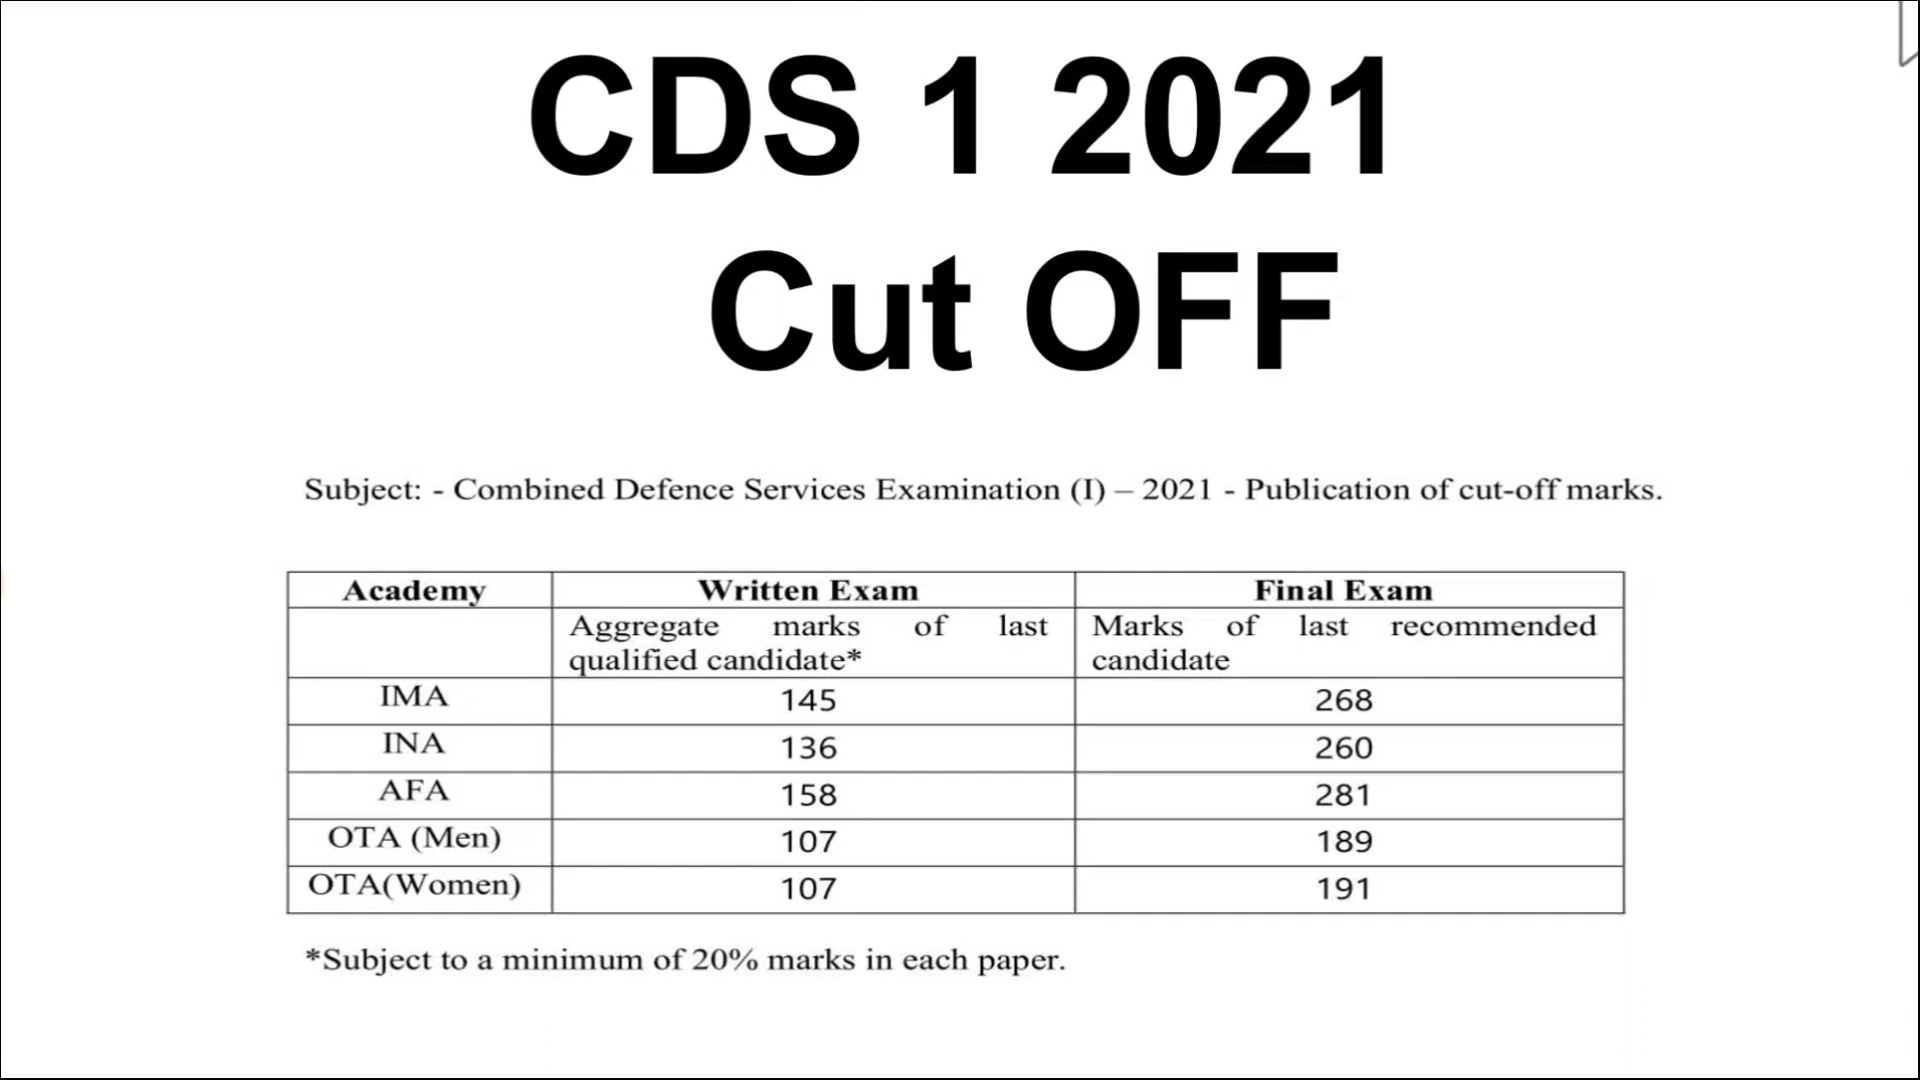 CDS 1 2021
Cut OFF
Subject: - Combined Defence Services Examination (I) – 2021 - Publication of cut-off marks.
Academy Written Exam Final Exam
Aggregate marks of last Marks of last recommended
qualified candidate* candidate
IMA 145 268
INA 136 260
AFA 158 281
OTA (Men) 107 189
OTA(Women) 107 191
*Subject to a minimum of 20% marks in each paper.